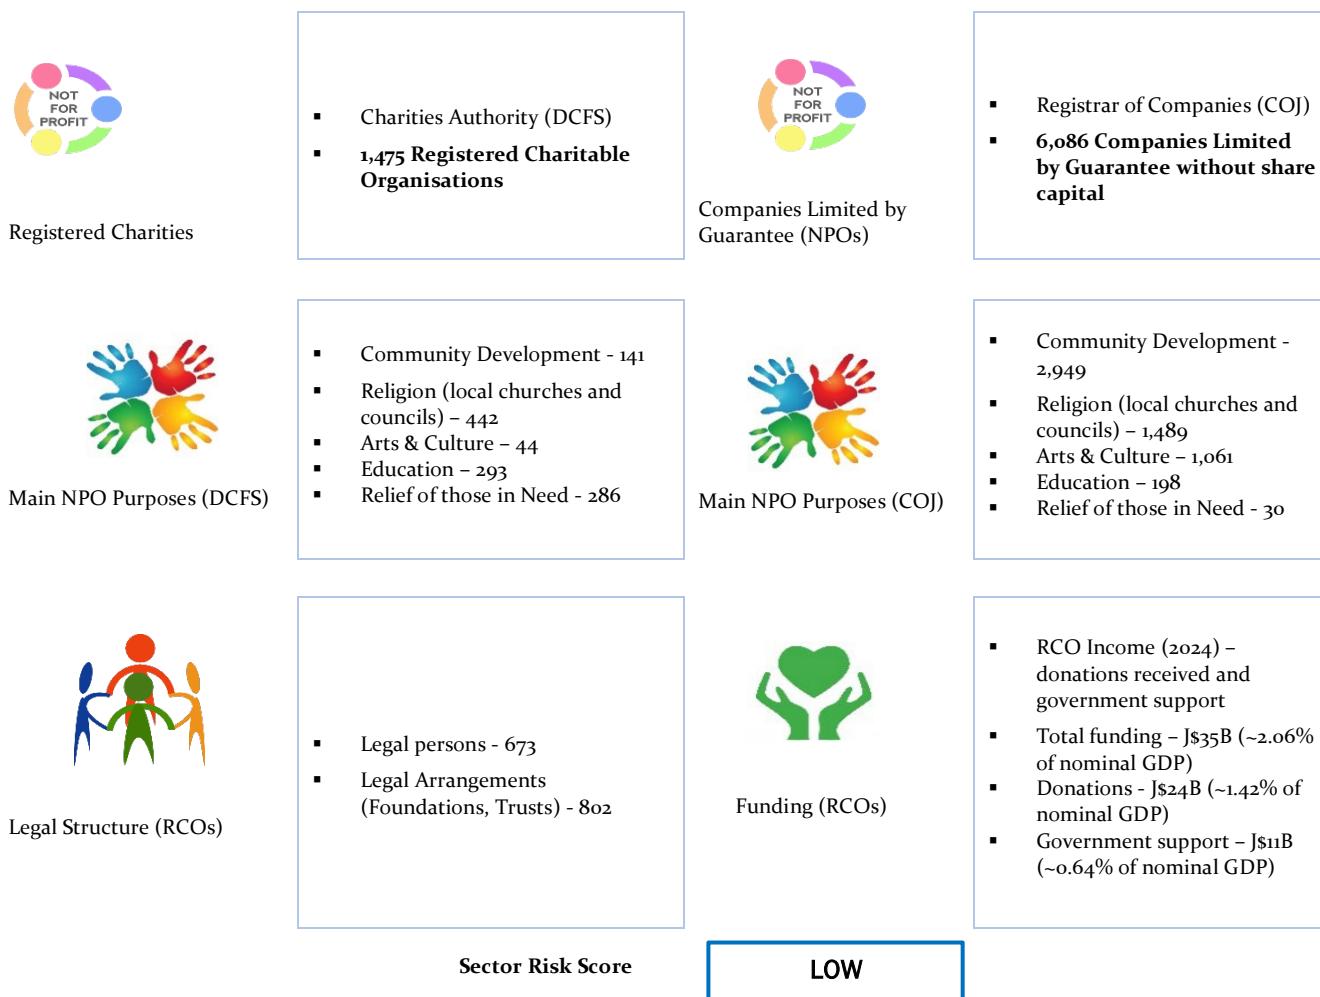 NOT
FOR
PROFIT
Registered Charities
▪ Charities Authority (DCFS)
▪ 1,475 Registered Charitable
Organisations
NOT
FOR
PROFIT
Companies Limited by
Guarantee (NPOs)
▪ Registrar of Companies (COJ)
▪ 6,086 Companies Limited
by Guarantee without share
capital
Main NPO Purposes (DCFS)
▪ Community Development - 141
▪ Religion (local churches and
councils) – 442
▪ Arts & Culture – 44
▪ Education – 293
▪ Relief of those in Need - 286
Main NPO Purposes (COJ)
▪ Community Development -
2,949
▪ Religion (local churches and
councils) – 1,489
▪ Arts & Culture – 1,061
▪ Education – 198
▪ Relief of those in Need - 30
Legal Structure (RCOs)
▪ Legal persons - 673
▪ Legal Arrangements
(Foundations, Trusts) - 802
Funding (RCOs)
▪ RCO Income (2024) –
donations received and
government support
▪ Total funding – J$35B (~2.06%
of nominal GDP)
▪ Donations - J$24B (~1.42% of
nominal GDP)
▪ Government support – J$11B
(~0.64% of nominal GDP)
Sector Risk Score
LOW